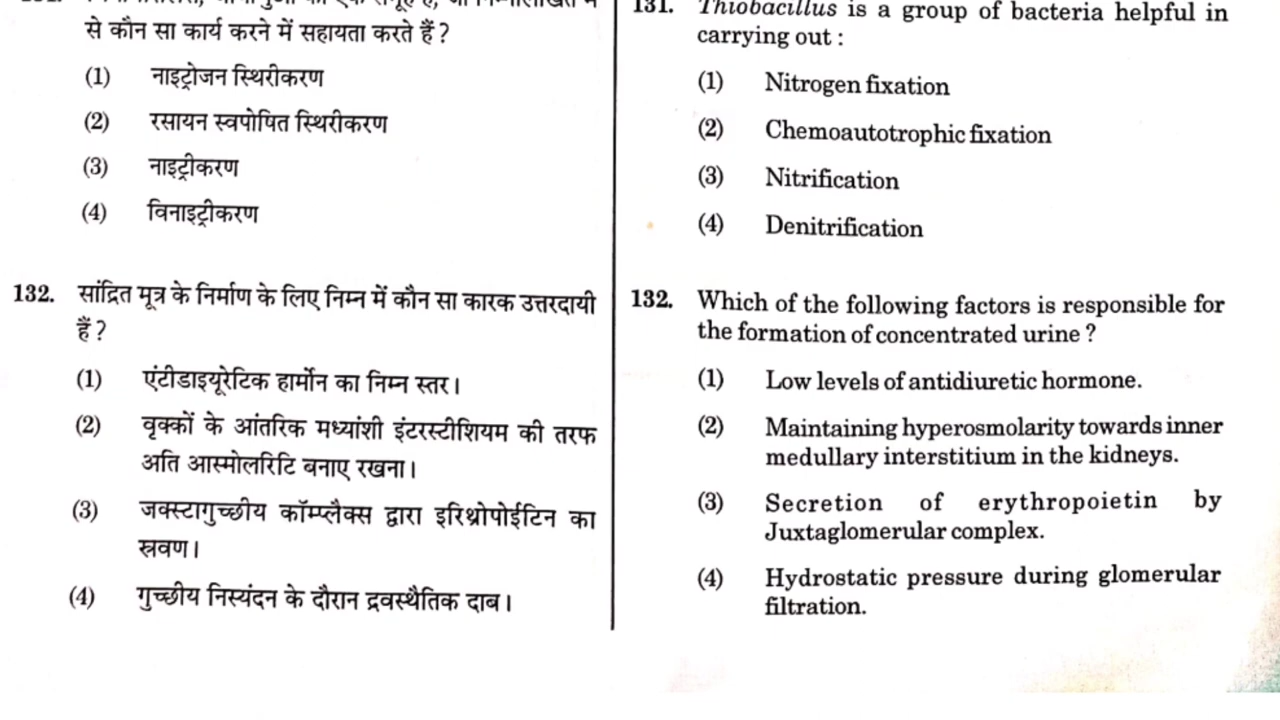 से कौन सा कार्य करने में सहायता करते हैं ?
(1) नाइट्रोजन स्थिरीकरण
(2) रसायन स्वपोषित स्थिरीकरण
(3) नाइट्रीकरण
(4) विनाइट्रीकरण
132. सांद्रित मूत्र के निर्माण के लिए निम्न में कौन सा कारक उत्तरदायी
हैं ?
(1) एंटीडाइयूरेटिक हार्मोन का निम्न स्तर।
(2) वृक्कों के आंतरिक मध्यांशी इंटरस्टीशियम की तरफ
अति आस्मोलरिटि बनाए रखना।
(3) जक्स्टागुच्छीय कॉम्प्लैक्स द्वारा इरिथ्रोपोईटिन का
स्रवण।
(4) गुच्छीय निस्यंदन के दौरान द्रवस्थैतिक दाब।
131. Thiobacillus is a group of bacteria helpful in
carrying out :
(1) Nitrogen fixation
(2) Chemoautotrophic fixation
(3) Nitrification
(4) Denitrification
132. Which of the following factors is responsible for
the formation of concentrated urine ?
(1) Low levels of antidiuretic hormone.
(2) Maintaining hyperosmolarity towards inner
medullary interstitium in the kidneys.
(3) Secretion of erythropoietin by
Juxtaglomerular complex.
(4) Hydrostatic pressure during glomerular
filtration.